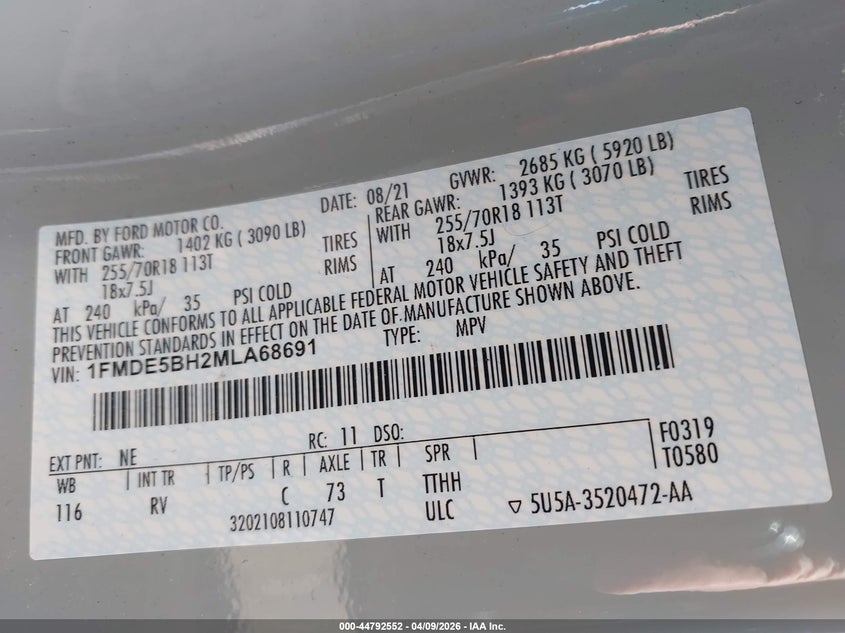 MFD. BY FORD MOTOR CO.
DATE: 08/21 GVWR: 2685 KG ( 5920 LB)
FRONT GAWR: 1402 KG ( 3090 LB)
WITH 255/70R18 113T TIRES
18x7.5J RIMS
AT 240 kPa/ 35 PSI COLD
REAR GAWR: 1393 KG ( 3070 LB)
WITH 255/70R18 113T TIRES
18x7.5J RIMS
AT 240 kPa/ 35 PSI COLD
THIS VEHICLE CONFORMS TO ALL APPLICABLE FEDERAL MOTOR VEHICLE SAFETY AND THEFT
PREVENTION STANDARDS IN EFFECT ON THE DATE OF MANUFACTURE SHOWN ABOVE.
VIN: 1FMDE5BH2MLA68691 TYPE: MPV
EXT PNT: NE RC: 11 DSO: F0319
WB INT TR TP/PS R AXLE TR SPR T0580
116 RV C 73 T TTHH
3202108110747 ULC 5U5A-3520472-AA
000-44792552 | 04/09/2026 - IAA Inc.